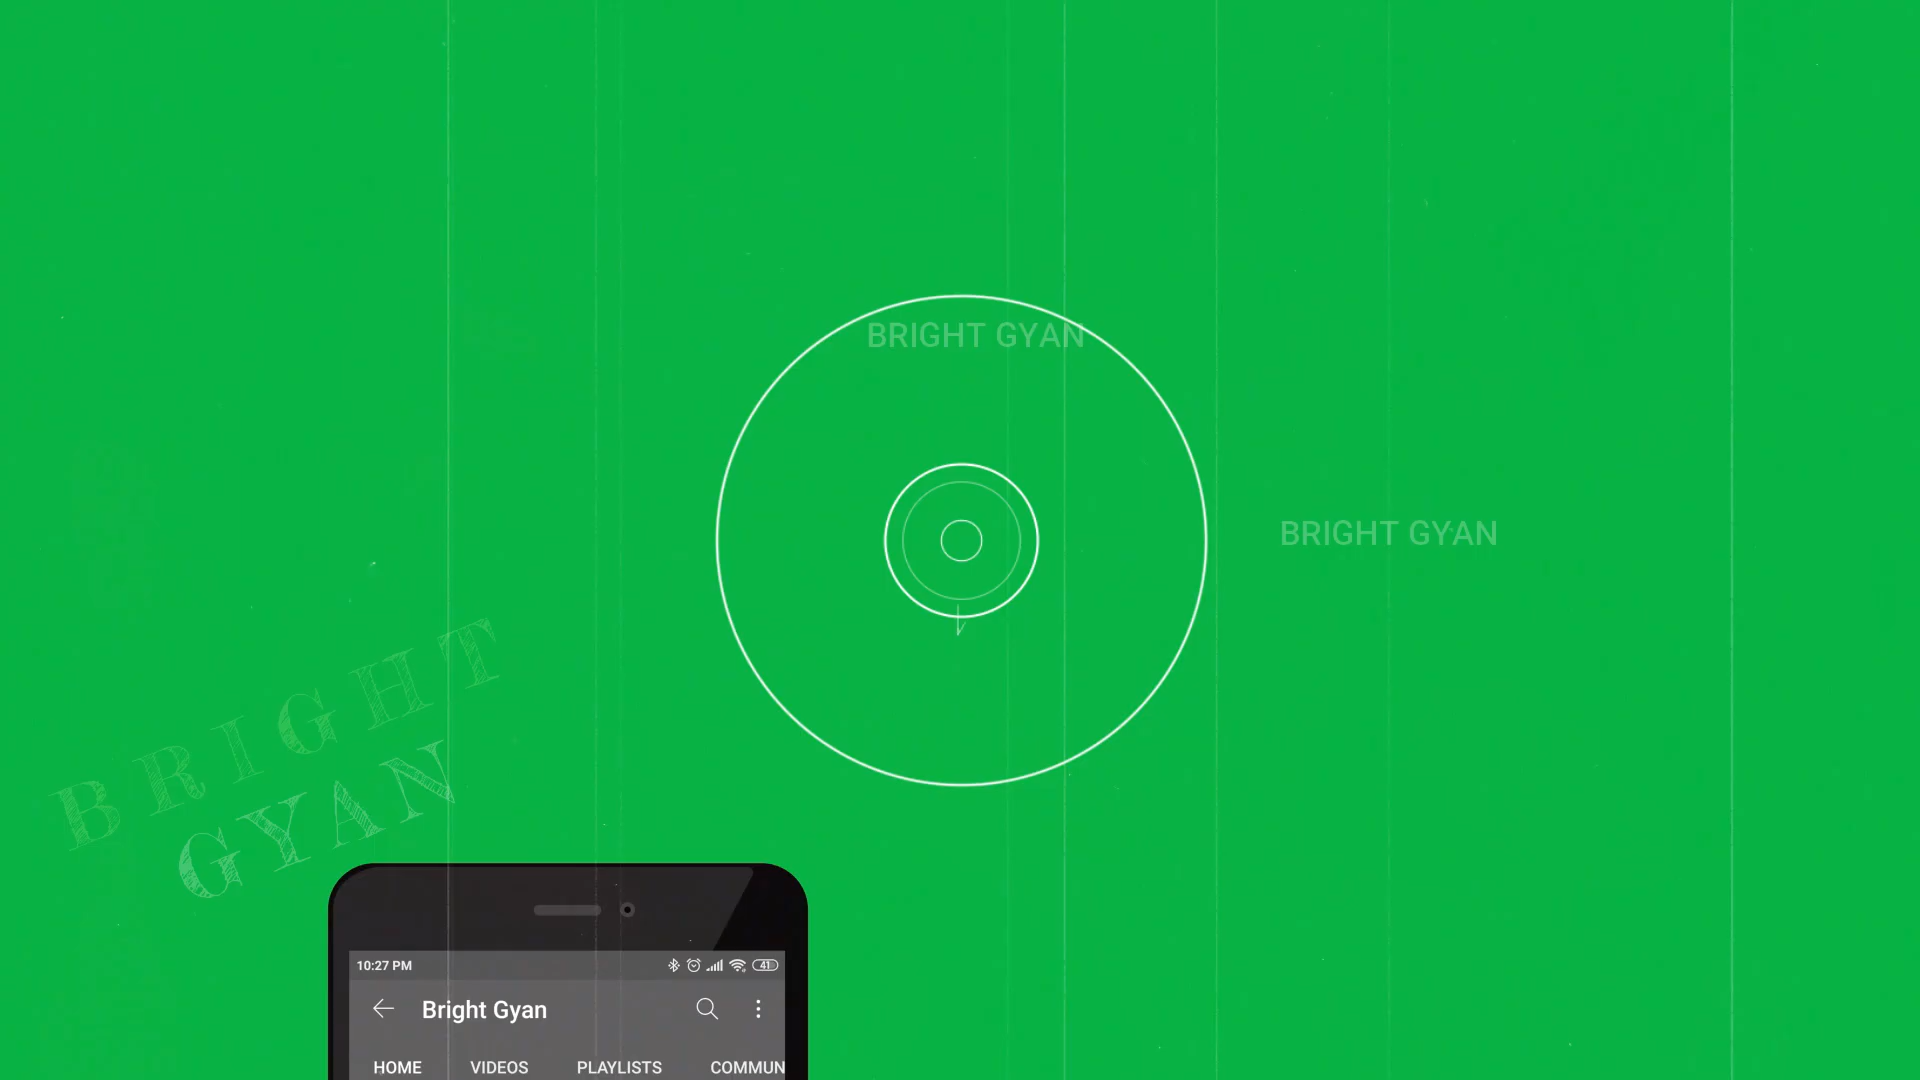 BRIGHT GYAN
BRIGHT GYAN
BRIGHT
GYAN
10:27 PM
41
Bright Gyan
HOME VIDEOS PLAYLISTS COMMUN